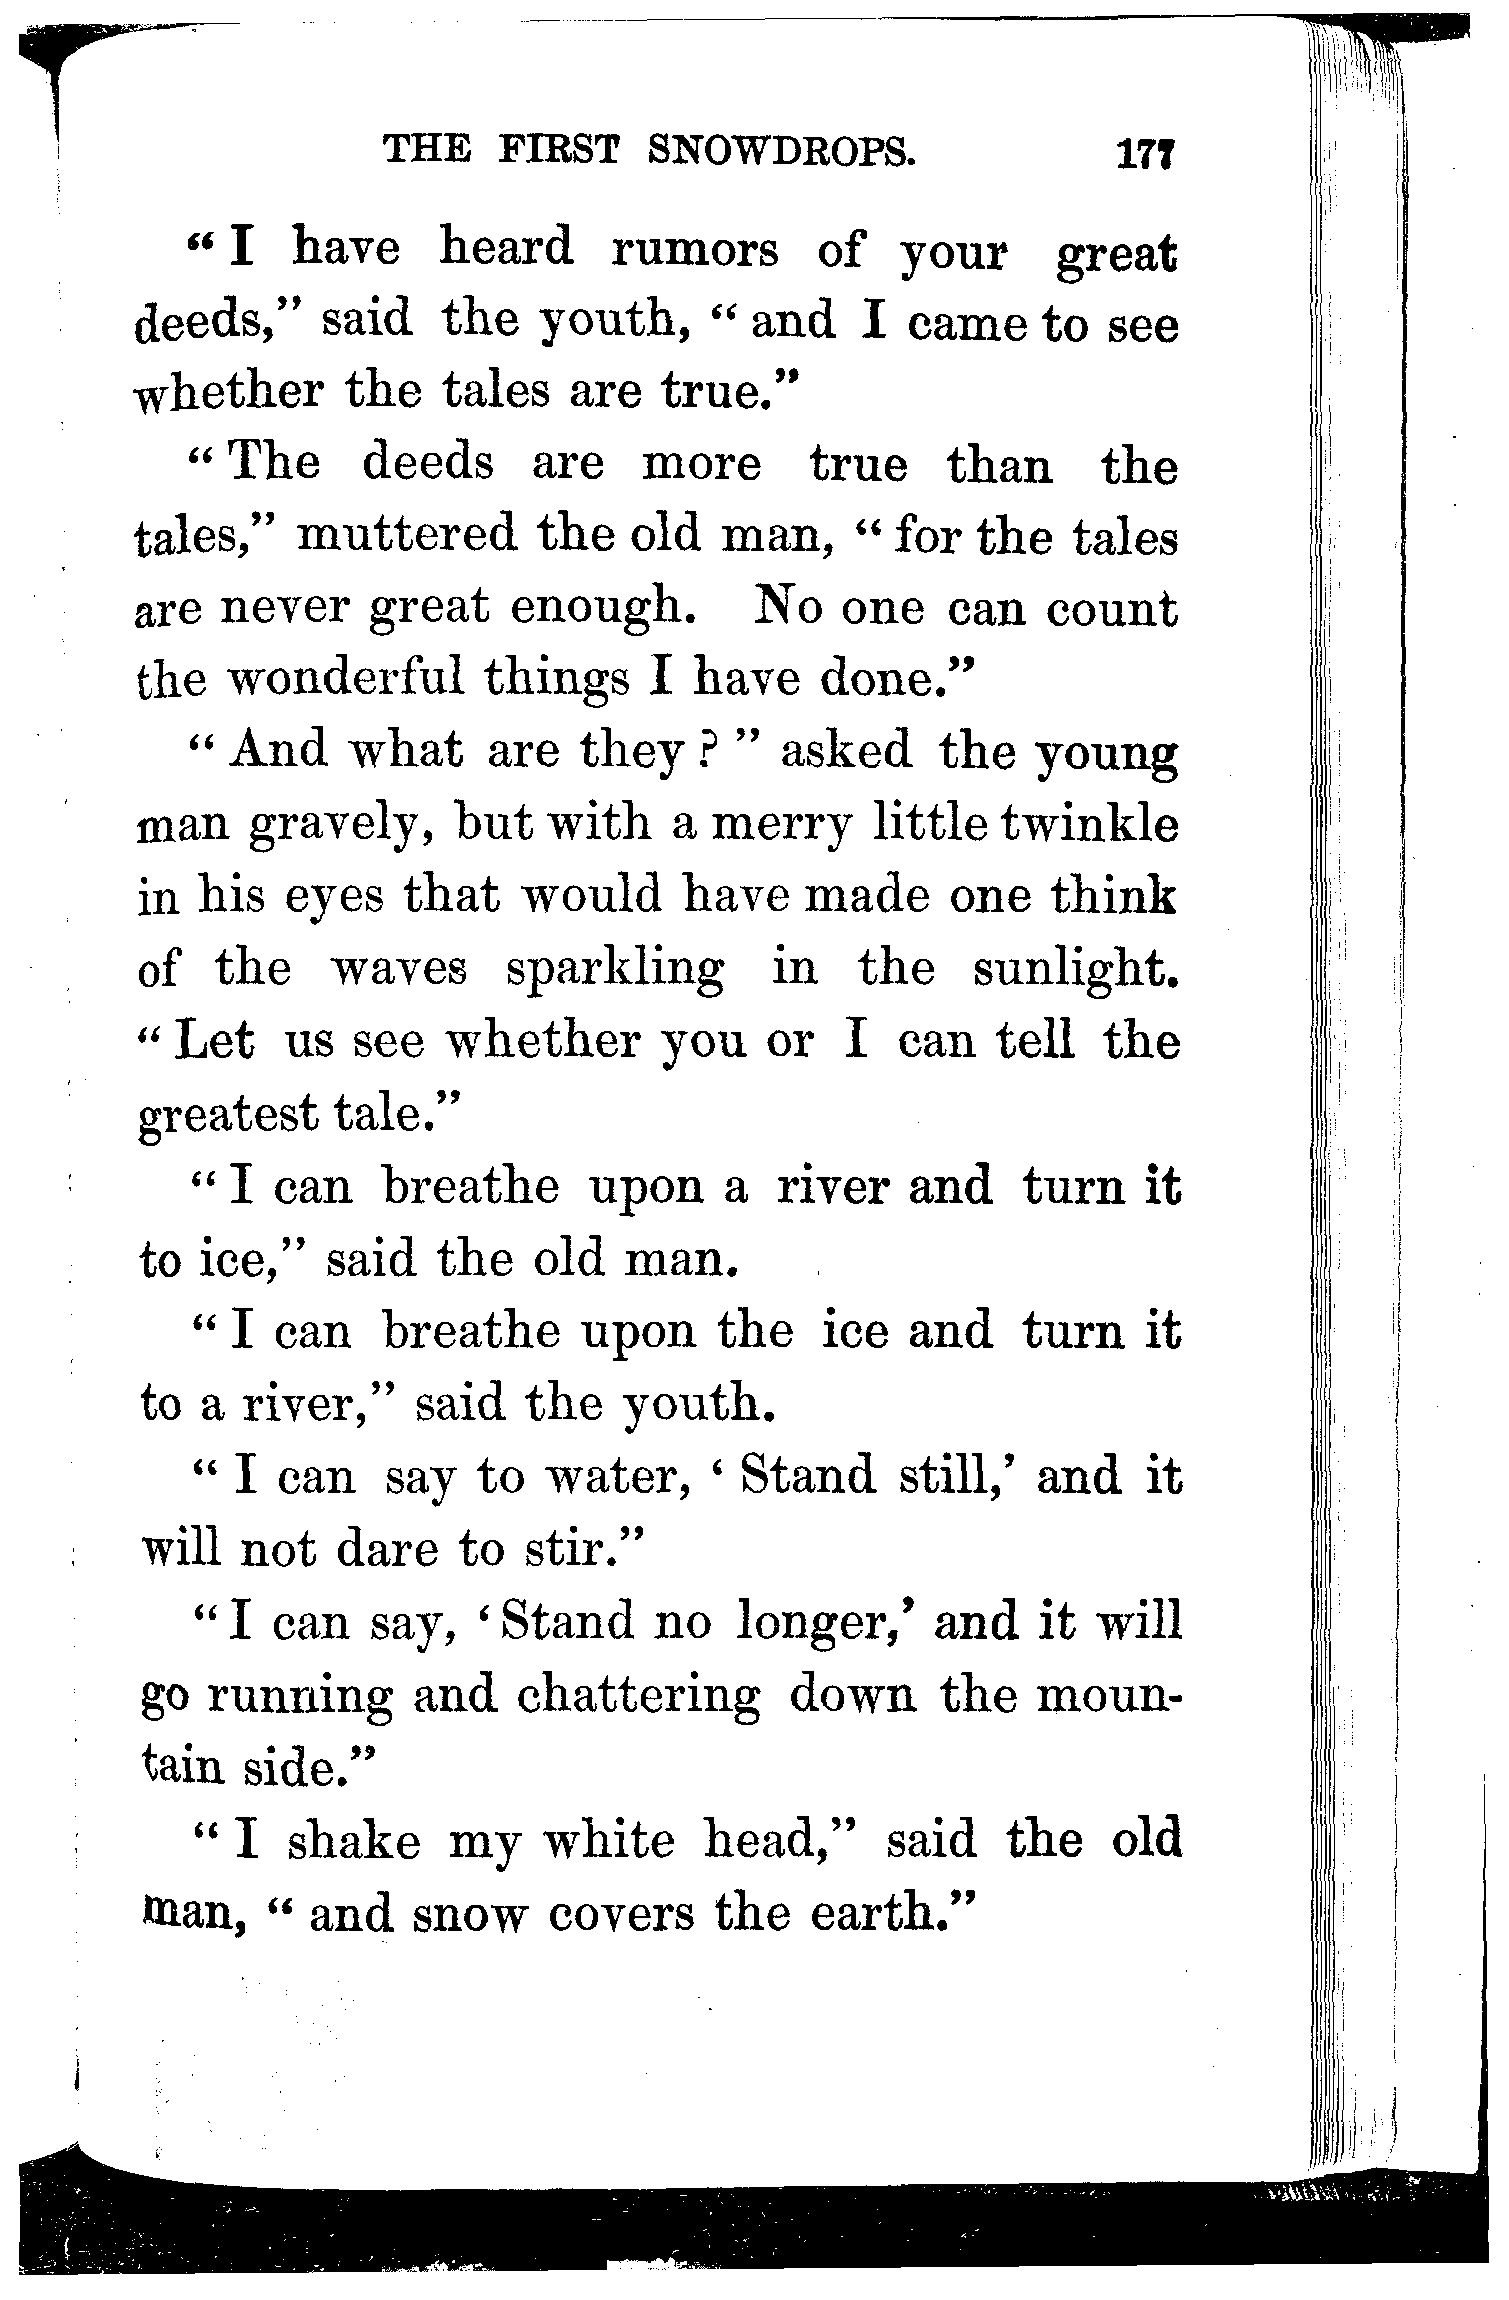 THE FIRST SNOWDROPS. 177
“ I have heard rumors of your great
deeds,” said the youth, “ and I came to see
whether the tales are true.”
“ The deeds are more true than the
tales,” muttered the old man, “ for the tales
are never great enough. No one can count
the wonderful things I have done.”
“ And what are they ? ” asked the young
man gravely, but with a merry little twinkle
in his eyes that would have made one think
of the waves sparkling in the sunlight.
“ Let us see whether you or I can tell the
greatest tale.”
“ I can breathe upon a river and turn it
to ice,” said the old man.
“ I can breathe upon the ice and turn it
to a river,” said the youth.
“ I can say to water, ‘ Stand still,’ and it
will not dare to stir.”
“ I can say, ‘ Stand no longer,’ and it will
go running and chattering down the moun-
tain side.”
“ I shake my white head,” said the old
man, “ and snow covers the earth.”